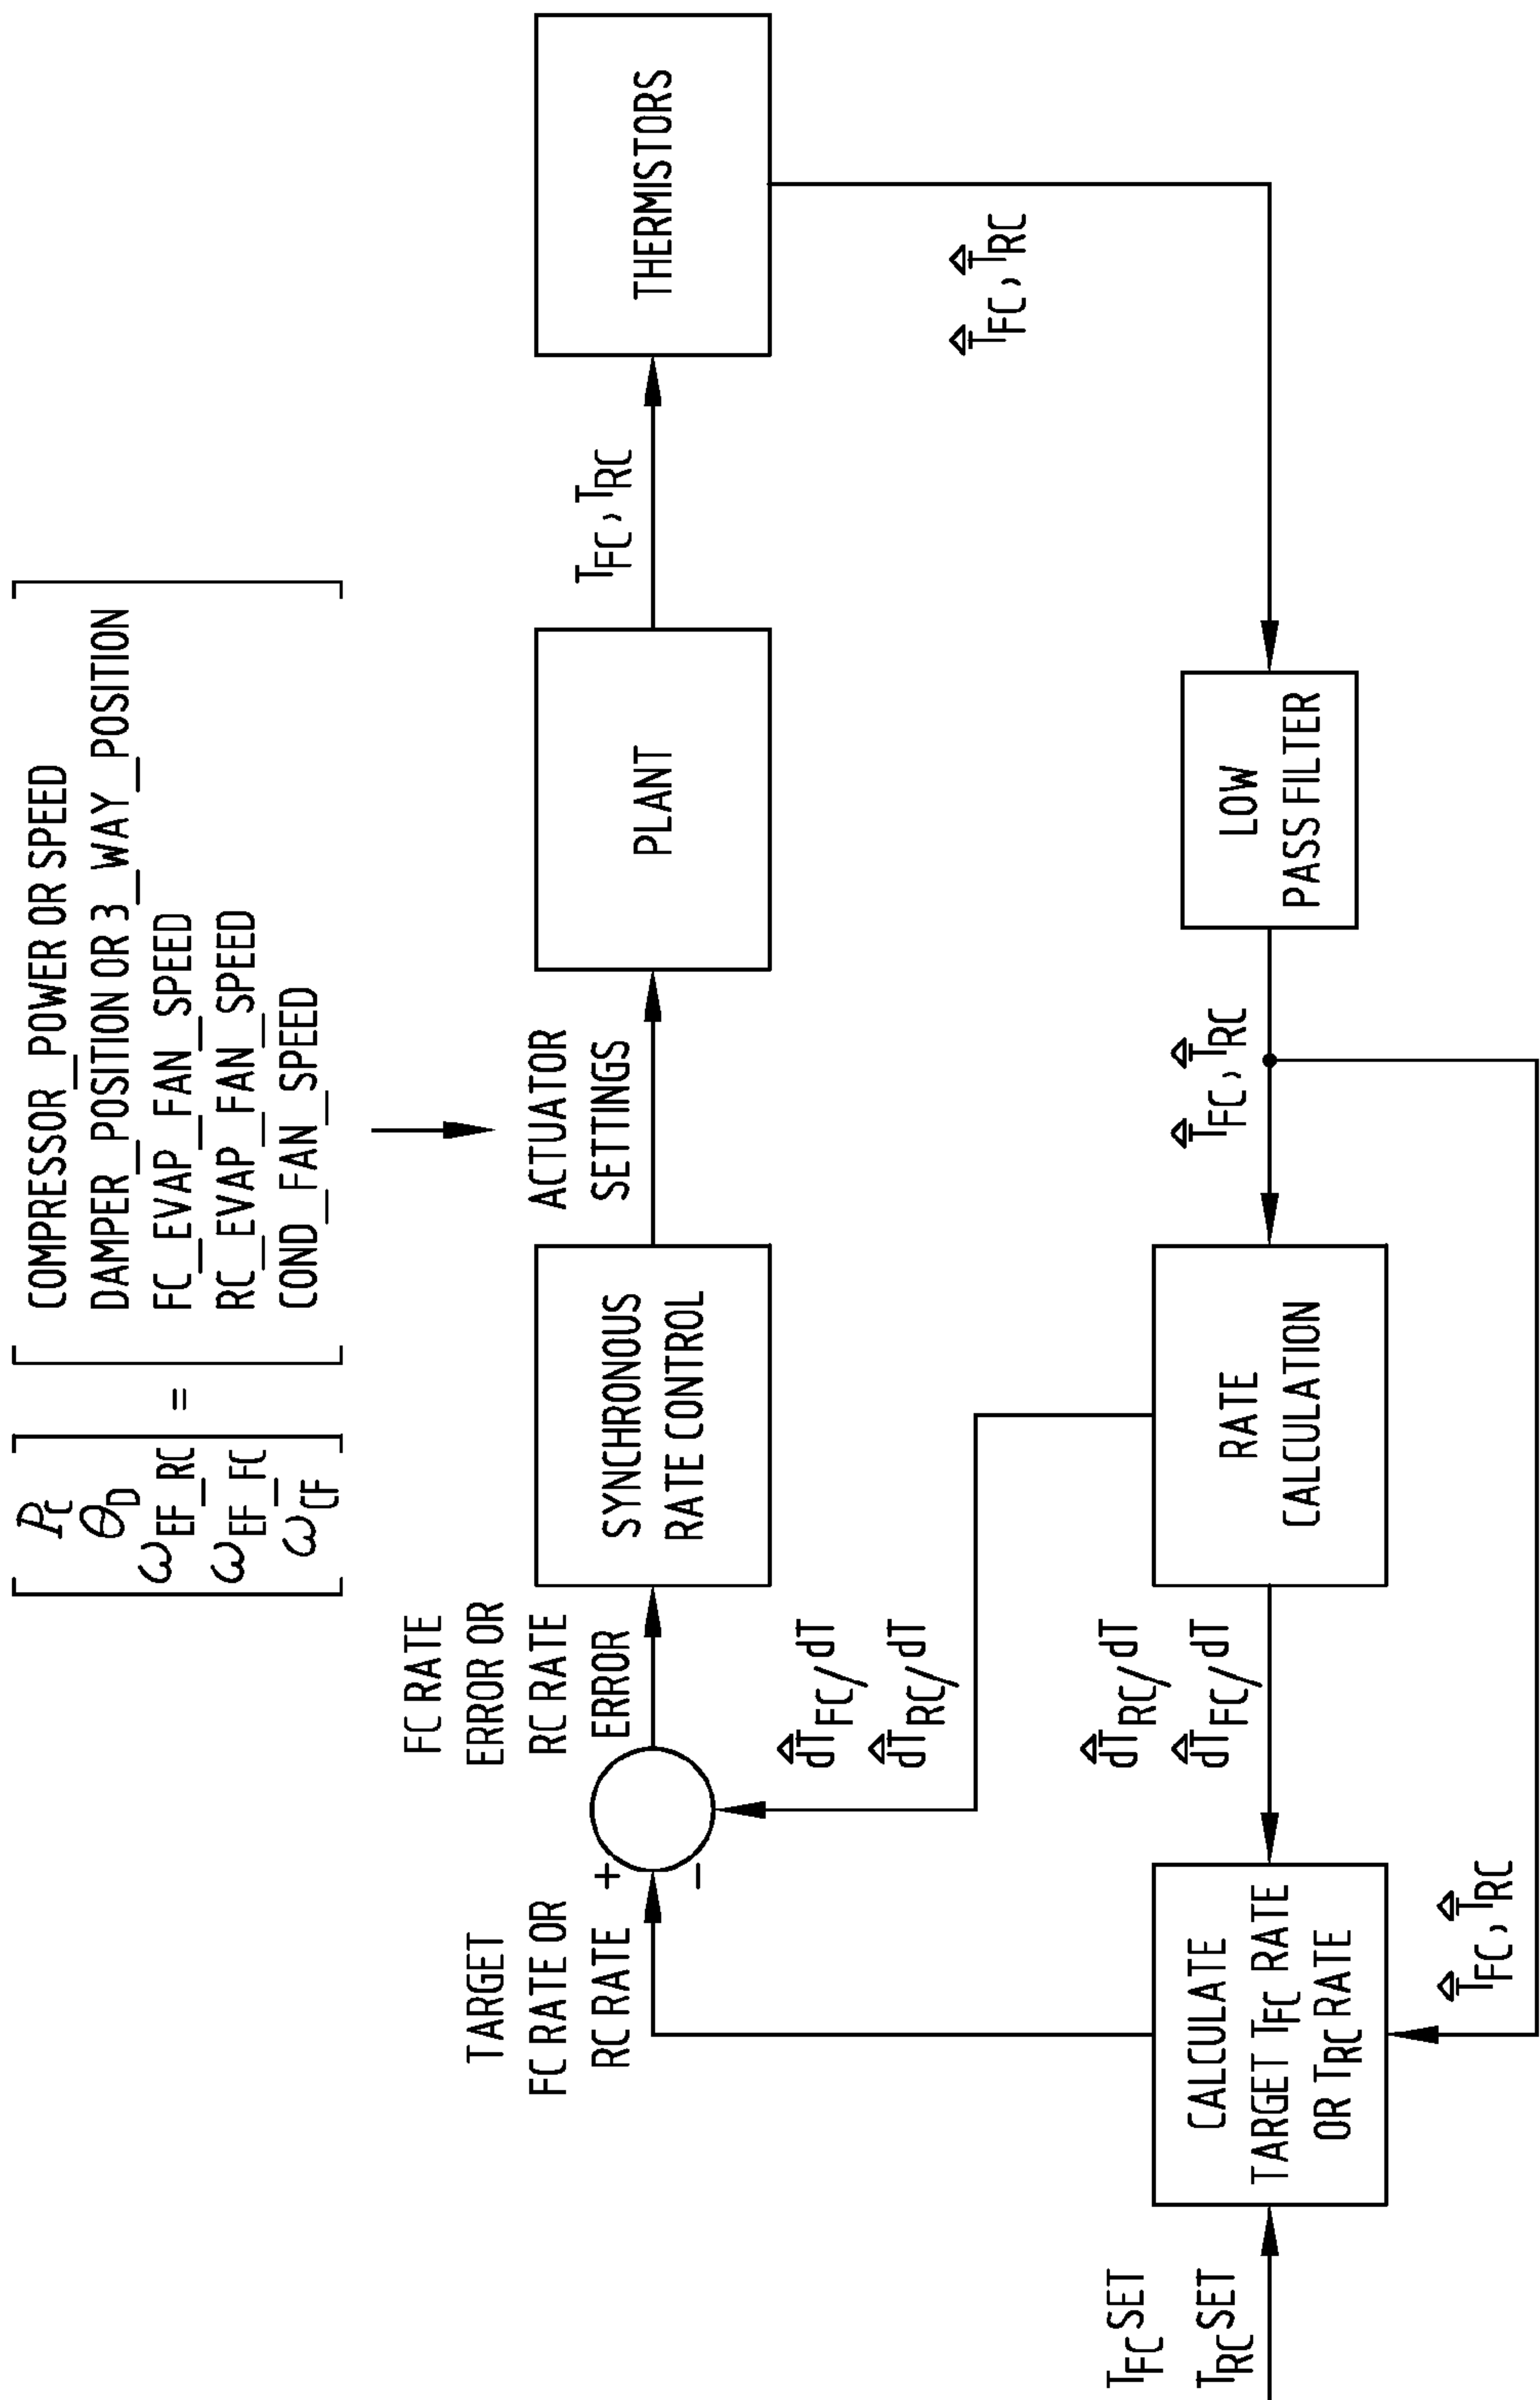 P_C
θ_D
ω_EF_RC
ω_EF_FC
ω_CF
=
COMPRESSOR_POWER OR SPEED
DAMPER_POSITION OR 3_WAY_POSITION
FC_EVAP_FAN_SPEED
RC_EVAP_FAN_SPEED
COND_FAN_SPEED
TARGET
FC RATE OR
RC RATE
+
−
FC RATE
ERROR OR
RC RATE
ERROR
SYNCHRONOUS
RATE CONTROL
ACTUATOR
SETTINGS
PLANT
T_FC, T_RC
THERMISTORS
T̂_FC, T̂_RC
dT̂_FC/dT
dT̂_RC/dT
T_FC SET
T_RC SET
CALCULATE
TARGET T_FC RATE
OR T_RC RATE
dT̂_RC/dT
dT̂_FC/dT
RATE
CALCULATION
T̂_FC, T̂_RC
LOW
PASS FILTER
T̂_FC, T̂_RC